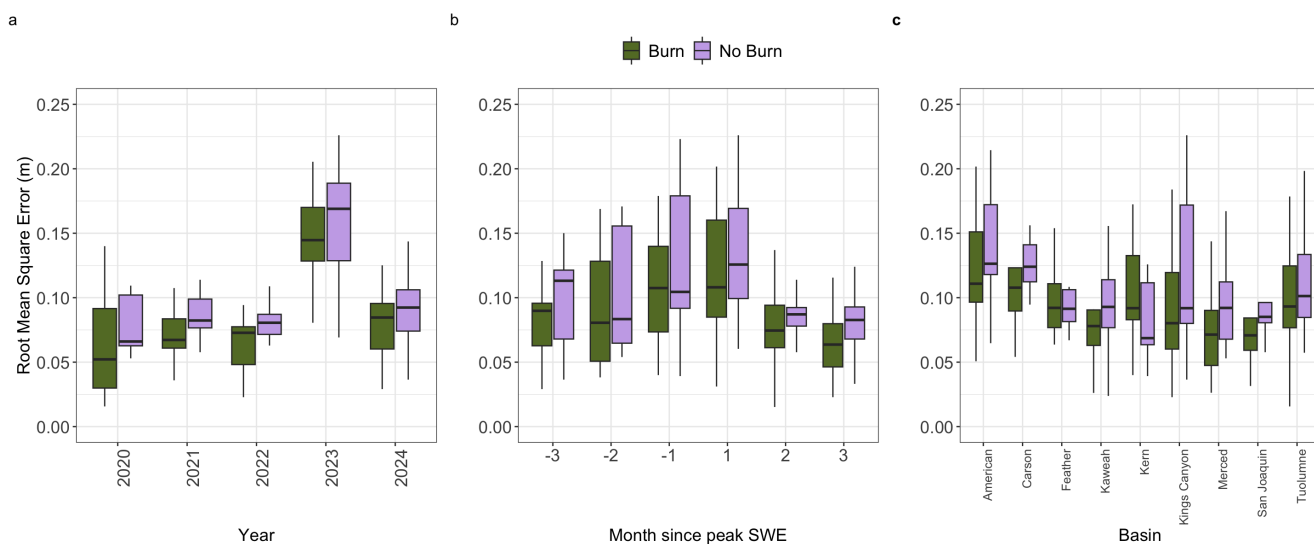 a
b
c
Burn
No Burn
Root Mean Square Error (m)
0.25
0.20
0.15
0.10
0.05
0.00
2020
2021
2022
2023
2024
Year
0.25
0.20
0.15
0.10
0.05
0.00
-3
-2
-1
1
2
3
Month since peak SWE
0.25
0.20
0.15
0.10
0.05
0.00
American
Carson
Feather
Kaweah
Kern
Kings Canyon
Merced
San Joaquin
Tuolumne
Basin